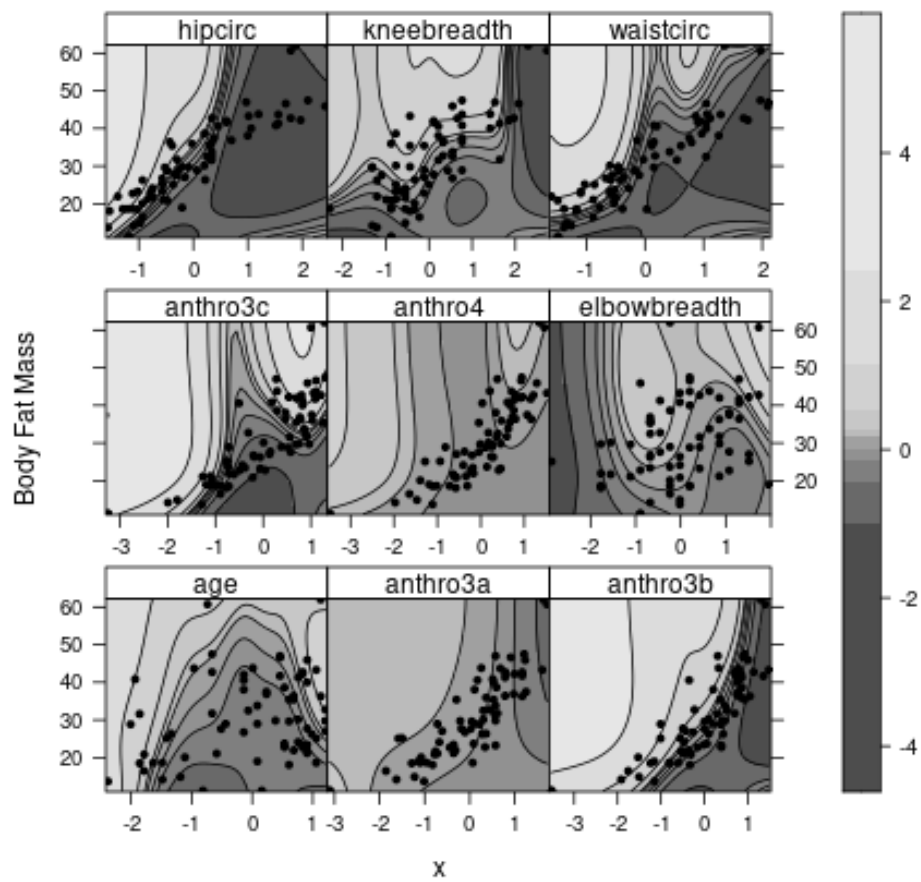 hipcirc kneebreadth waistcirc
60
50
40
30
20
-1 0 1 2 -2 -1 0 1 2 -1 0 1 2
anthro3c anthro4 elbowbreadth
60
50
40
30
20
-3 -2 -1 0 1 -3 -2 -1 0 1 -2 -1 0 1
age anthro3a anthro3b
60
50
40
30
20
-2 -1 0 1 -3 -2 -1 0 1 -3 -2 -1 0 1
Body Fat Mass
x
4
2
0
-2
-4